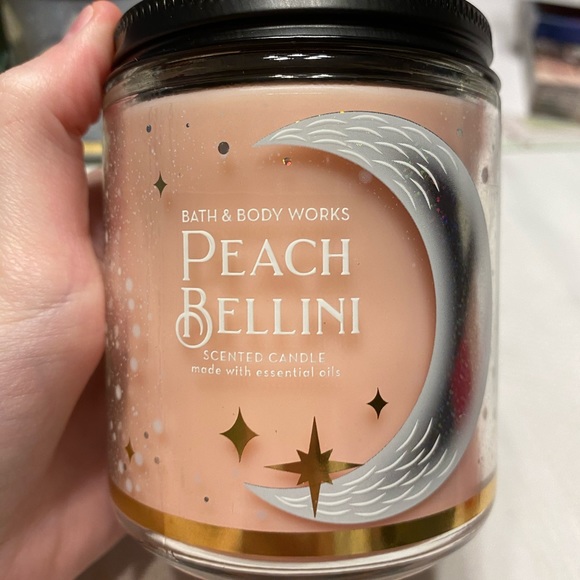 BATH & BODY WORKS
PEACH
BELLINI
SCENTED CANDLE
made with essential oils